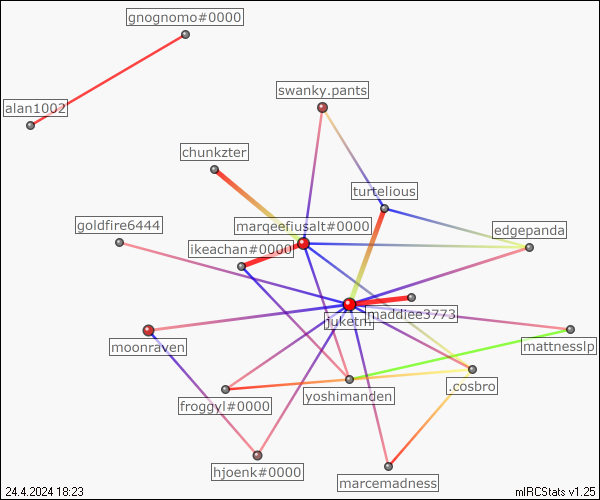 gnognomo#0000
swanky.pants
alan1002
chunkzter
turtelious
goldfire6444
marqeefiusalt#0000
edgepanda
ikeachan#0000
maddiee3773
juketm
moonraven
mattnesslp
.cosbro
yoshimanden
froggyl#0000
hjoenk#0000
marcemadness
24.4.2024 18:23
mIRCStats v1.25